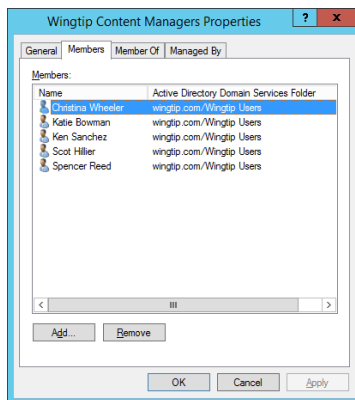 Wingtip Content Managers Properties ? x
General Members Member Of Managed By
Members:
Name Active Directory Domain Services Folder
Christina Wheeler wingtip.com/Wingtip Users
Katie Bowman wingtip.com/Wingtip Users
Ken Sanchez wingtip.com/Wingtip Users
Scot Hillier wingtip.com/Wingtip Users
Spencer Reed wingtip.com/Wingtip Users
Add... Remove
OK Cancel Apply